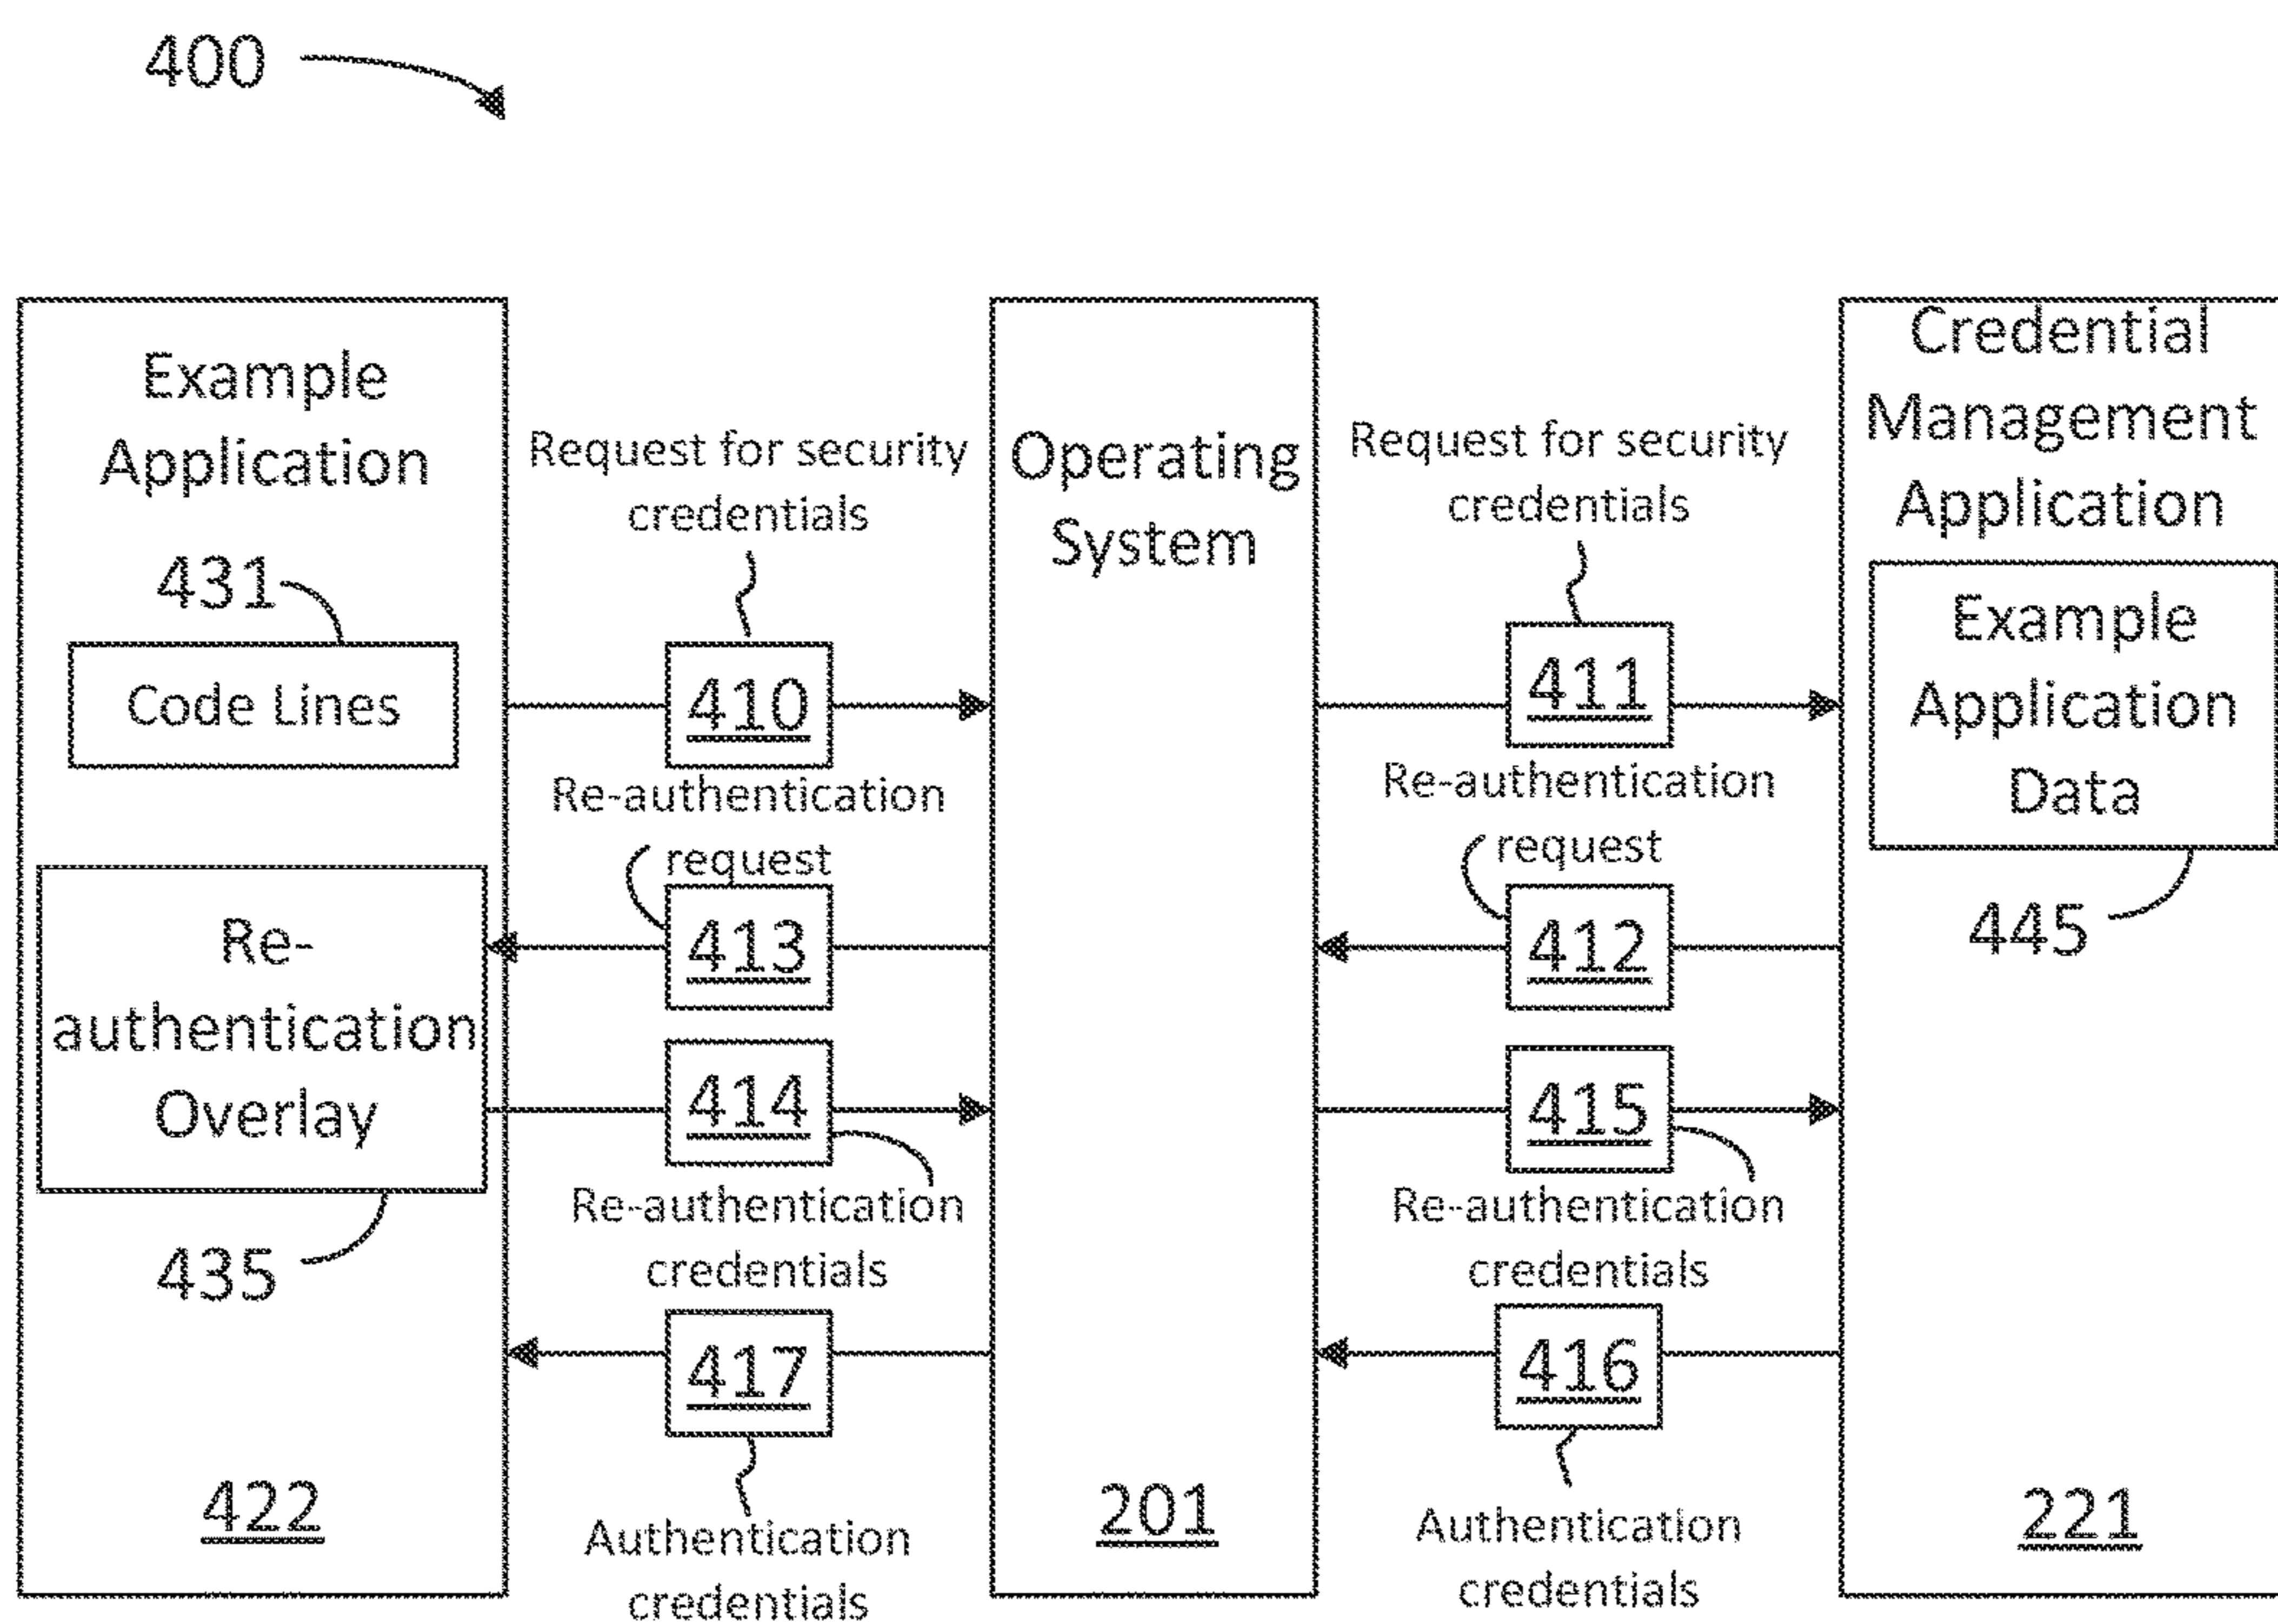 400
Example
Application
431
Code Lines
Re-
authentication
Overlay
435
422
Request for security
credentials
410
Re-authentication
request
413
414
Re-authentication
credentials
417
Authentication
credentials
Operating
System
201
Request for security
credentials
411
Re-authentication
request
412
415
Re-authentication
credentials
416
Authentication
credentials
Credential
Management
Application
Example
Application
Data
445
221